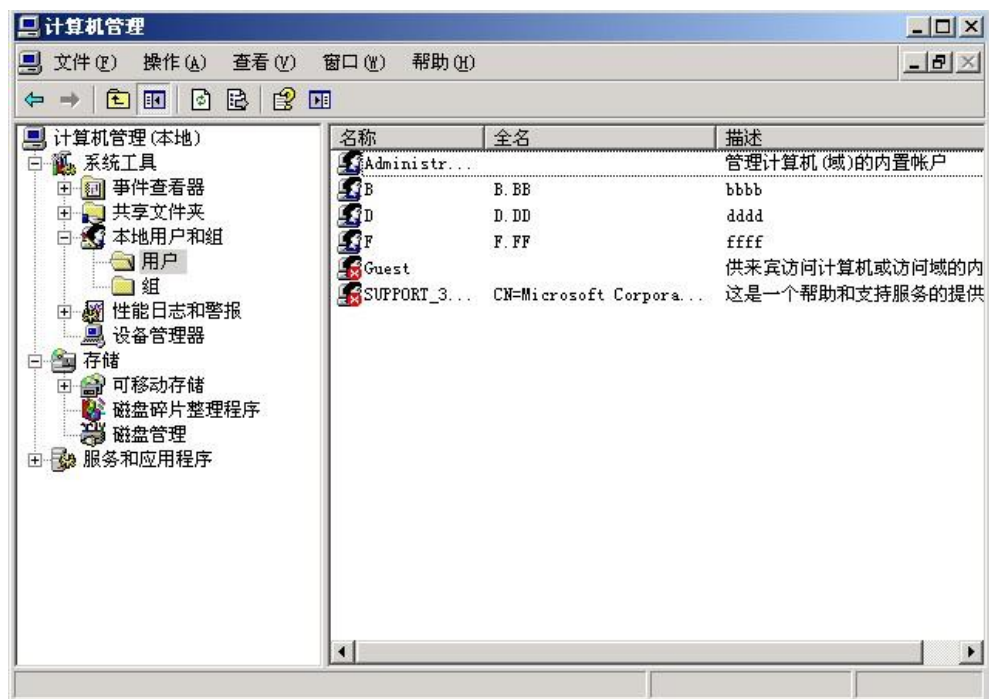 计算机管理
文件(F) 操作(A) 查看(V) 窗口(W) 帮助(H)
计算机管理(本地)
系统工具
事件查看器
共享文件夹
本地用户和组
用户
组
性能日志和警报
设备管理器
存储
可移动存储
磁盘碎片整理程序
磁盘管理
服务和应用程序
名称 全名 描述
Administr... 管理计算机(域)的内置帐户
B B.BB bbbb
D D.DD dddd
F F.FF ffff
Guest 供来宾访问计算机或访问域的内
SUPPORT_3... CN=Microsoft Corpora... 这是一个帮助和支持服务的提供